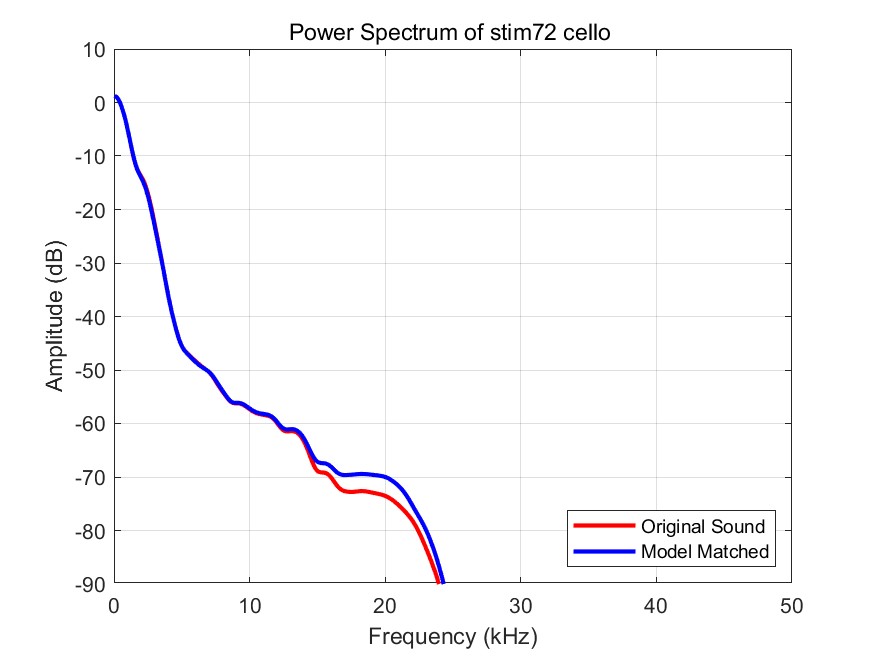 Power Spectrum of stim72 cello
10
0
-10
-20
-30
-40
-50
-60
-70
-80
-90
Amplitude (dB)
Original Sound
Model Matched
0 10 20 30 40 50
Frequency (kHz)